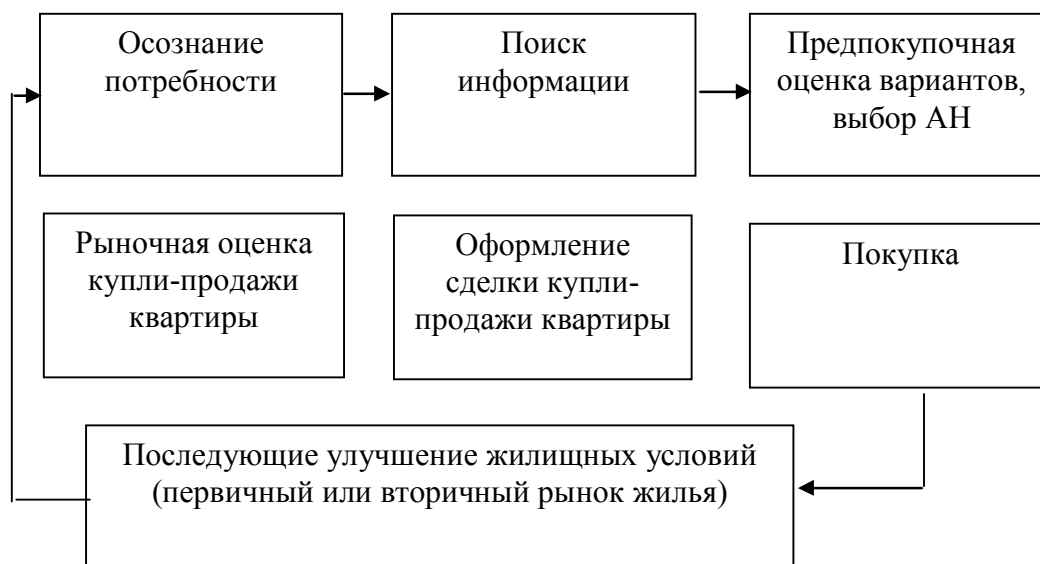 Осознание
потребности
Поиск
информации
Предпокупочная
оценка вариантов,
выбор АН
Рыночная оценка
купли-продажи
квартиры
Оформление
сделки купли-
продажи квартиры
Покупка
Последующие улучшение жилищных условий
(первичный или вторичный рынок жилья)